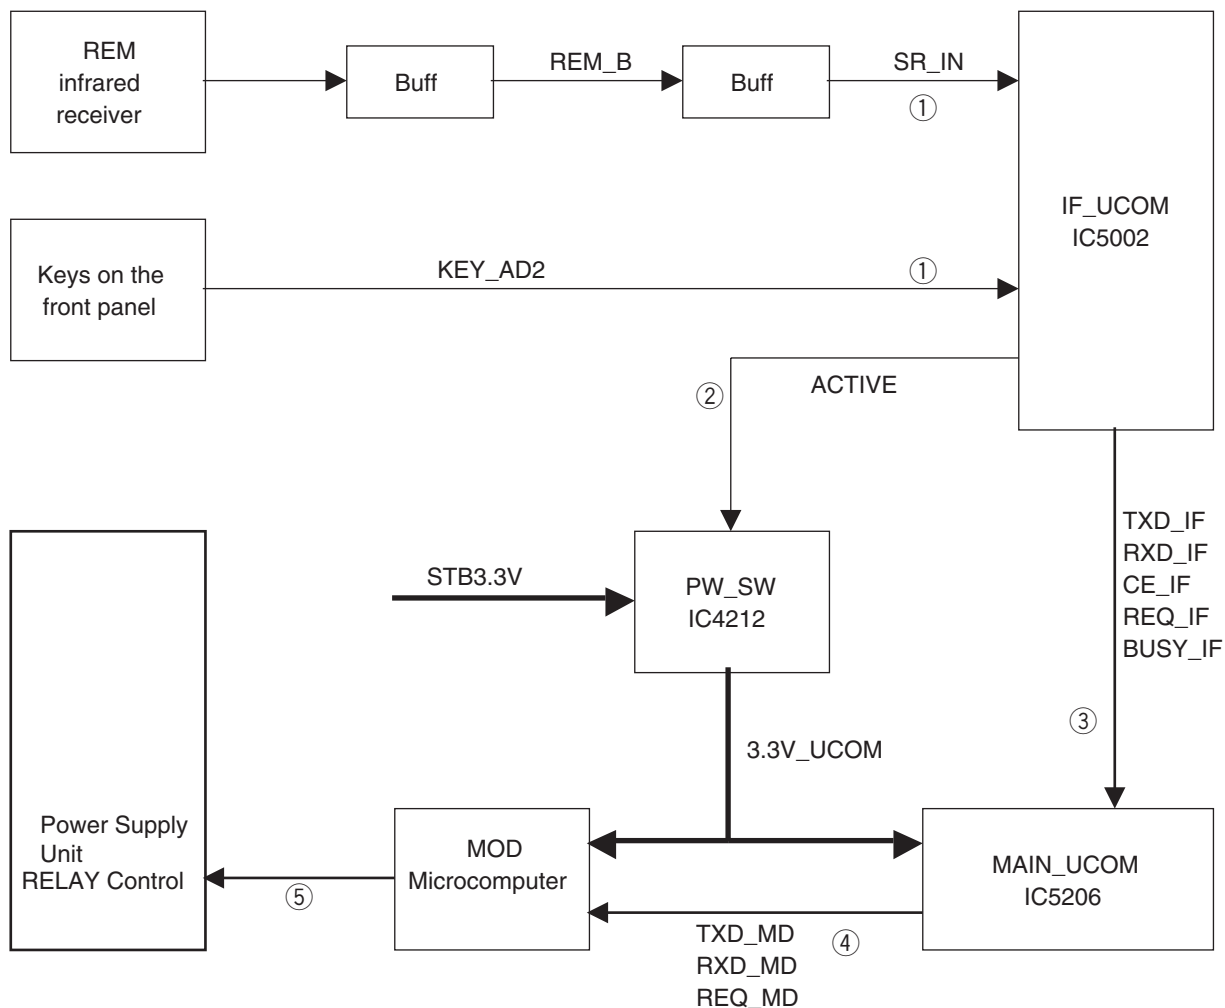 REM
infrared
receiver
Buff
REM_B
Buff
SR_IN
①
IF_UCOM
IC5002
Keys on the
front panel
KEY_AD2
①
②
ACTIVE
TXD_IF
RXD_IF
CE_IF
REQ_IF
BUSY_IF
STB3.3V
PW_SW
IC4212
③
3.3V_UCOM
Power Supply
Unit
RELAY Control
⑤
MOD
Microcomputer
MAIN_UCOM
IC5206
TXD_MD
RXD_MD
REQ_MD
④